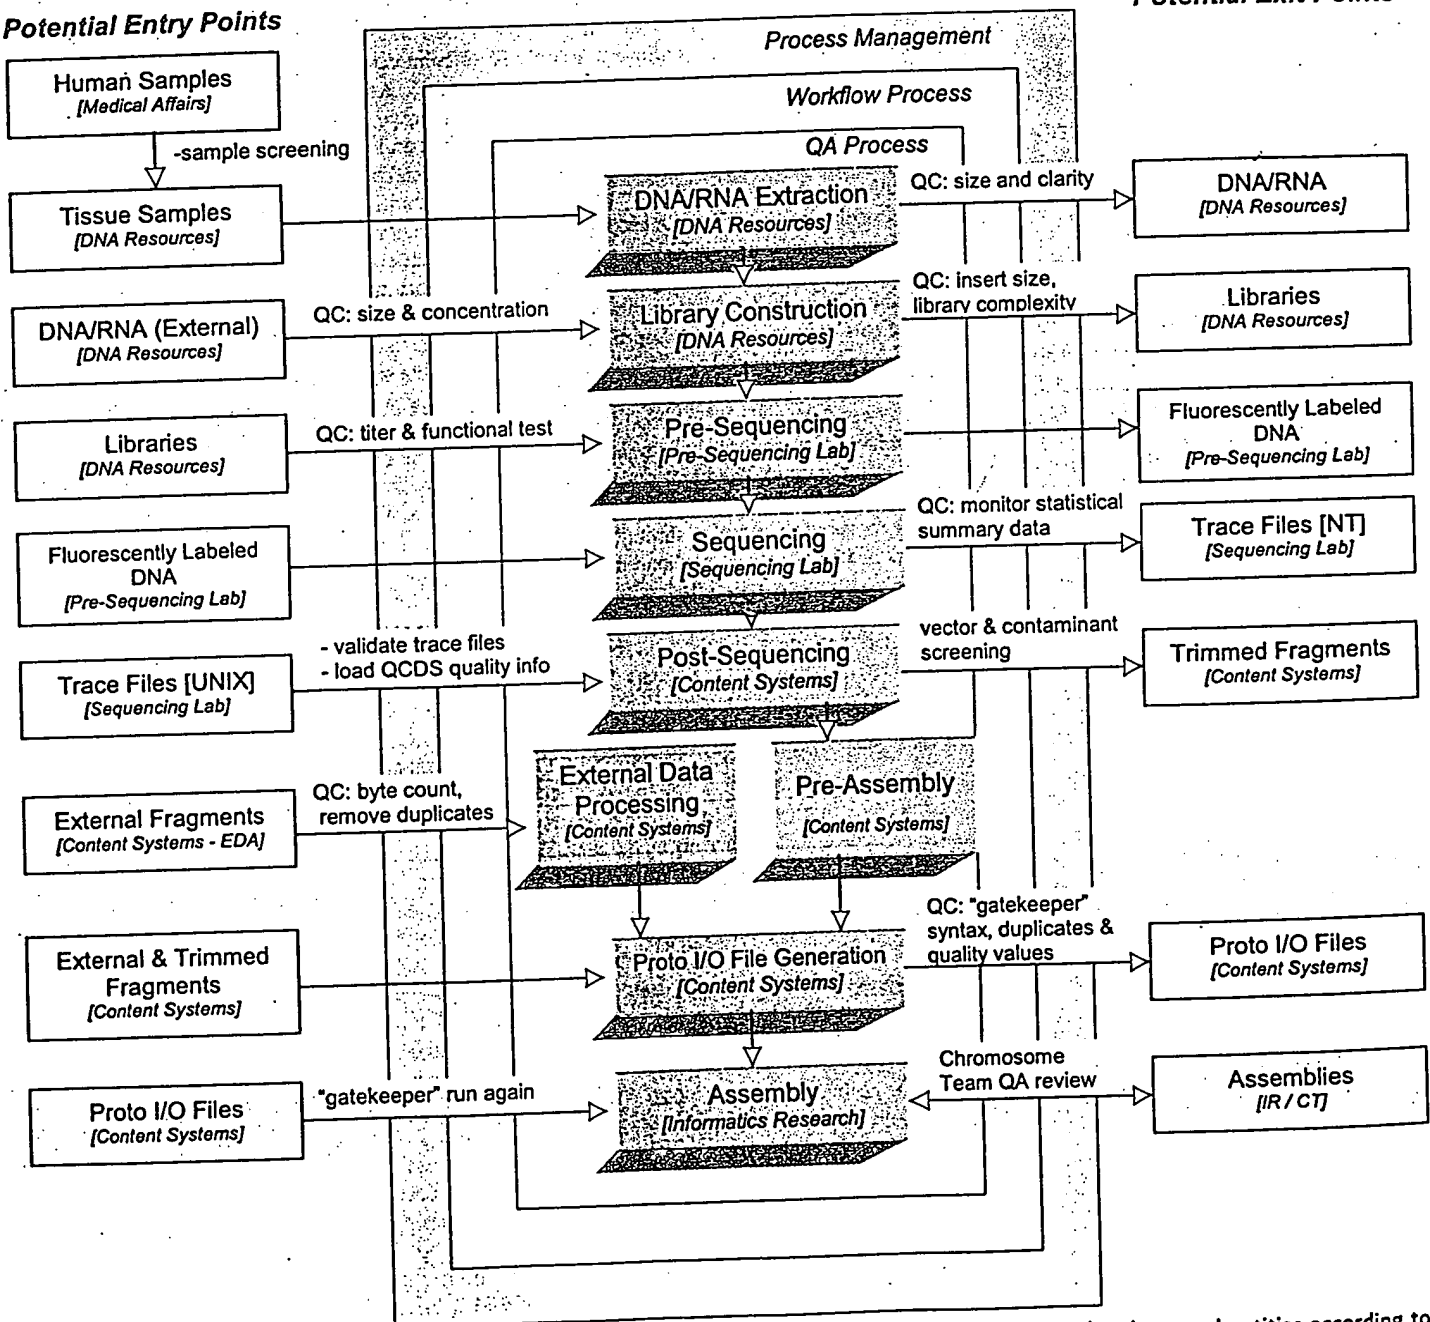 Potential Entry Points
Process Management
Workflow Process
QA Process
Human Samples
[Medical Affairs]
-sample screening
Tissue Samples
[DNA Resources]
DNA/RNA Extraction
[DNA Resources]
QC: size and clarity
DNA/RNA
[DNA Resources]
DNA/RNA (External)
[DNA Resources]
QC: size & concentration
Library Construction
[DNA Resources]
QC: insert size,
library complexity
Libraries
[DNA Resources]
Libraries
[DNA Resources]
QC: titer & functional test
Pre-Sequencing
[Pre-Sequencing Lab]
Fluorescently Labeled
DNA
[Pre-Sequencing Lab]
Fluorescently Labeled
DNA
[Pre-Sequencing Lab]
Sequencing
[Sequencing Lab]
QC: monitor statistical
summary data
Trace Files [NT]
[Sequencing Lab]
Trace Files [UNIX]
[Sequencing Lab]
- validate trace files
- load QCDS quality info
Post-Sequencing
[Content Systems]
vector & contaminant
screening
Trimmed Fragments
[Content Systems]
External Fragments
[Content Systems - EDA]
QC: byte count,
remove duplicates
External Data
Processing
[Content Systems]
Pre-Assembly
[Content Systems]
External & Trimmed
Fragments
[Content Systems]
Proto I/O File Generation
[Content Systems]
QC: "gatekeeper"
syntax, duplicates &
quality values
Proto I/O Files
[Content Systems]
Proto I/O Files
[Content Systems]
"gatekeeper" run again
Assembly
[Informatics Research]
Chromosome
Team QA review
Assemblies
[IR / CT]